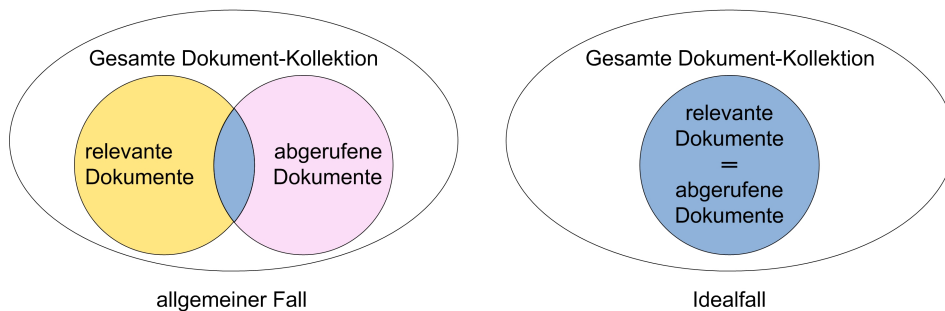 Gesamte Dokument-Kollektion
relevante
Dokumente
abgerufene
Dokumente
allgemeiner Fall
Gesamte Dokument-Kollektion
relevante
Dokumente
=
abgerufene
Dokumente
Idealfall